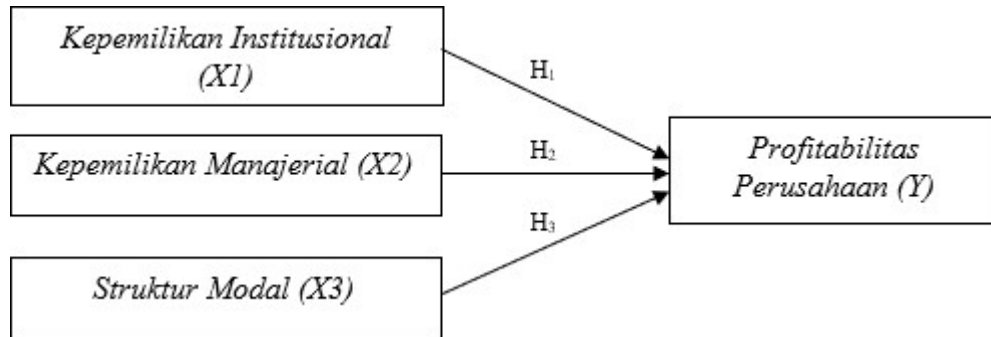 Kepemilikan Institusional
(X1)
H₁
Kepemilikan Manajerial (X2)
H₂
Profitabilitas
Perusahaan (Y)
H₃
Struktur Modal (X3)